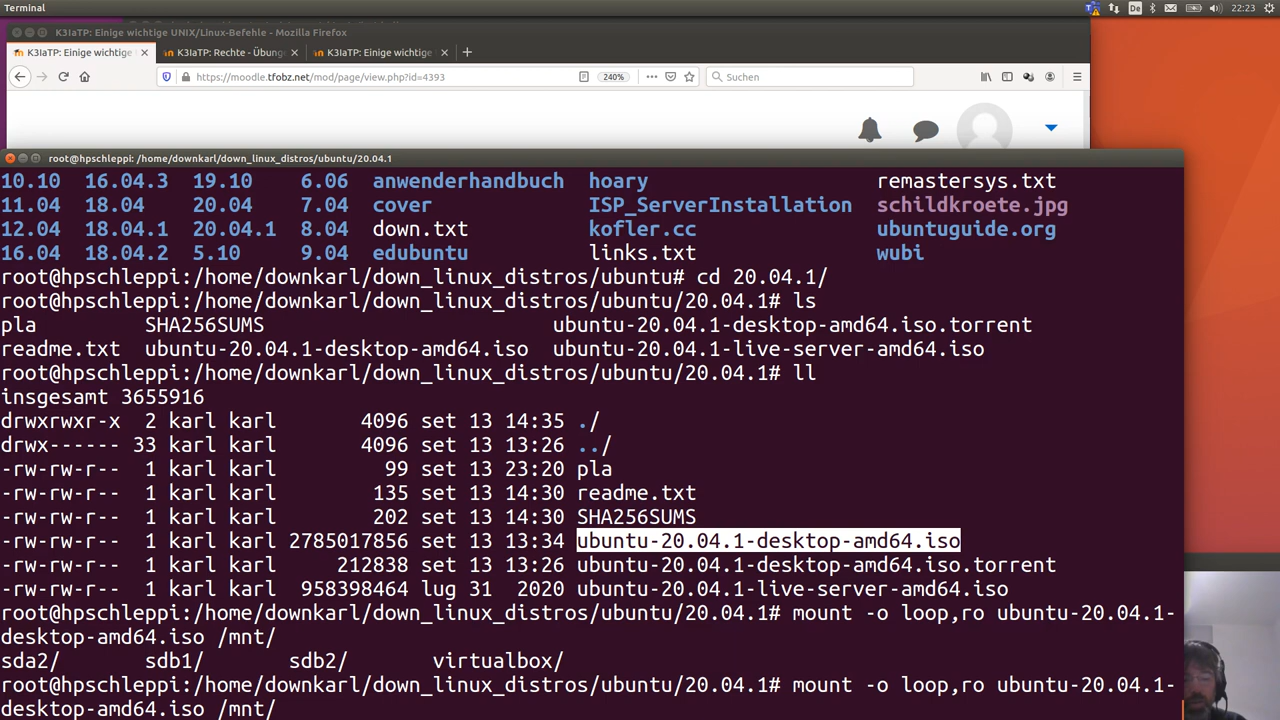 Terminal
De
22:23
K3IaTP: Einige wichtige UNIX/Linux-Befehle - Mozilla Firefox
K3IaTP: Einige wichtige
K3IaTP: Rechte - Übung
K3IaTP: Einige wichtige
https://moodle.tfobz.net/mod/page/view.php?id=4393
240%
Suchen
root@hpschleppi: /home/downkarl/down_linux_distros/ubuntu/20.04.1
10.10 16.04.3 19.10 6.06 anwenderhandbuch hoary remastersys.txt
11.04 18.04 20.04 7.04 cover ISP_ServerInstallation schildkroete.jpg
12.04 18.04.1 20.04.1 8.04 down.txt kofler.cc ubuntuguide.org
16.04 18.04.2 5.10 9.04 edubuntu links.txt wubi
root@hpschleppi:/home/downkarl/down_linux_distros/ubuntu# cd 20.04.1/
root@hpschleppi:/home/downkarl/down_linux_distros/ubuntu/20.04.1# ls
pla SHA256SUMS ubuntu-20.04.1-desktop-amd64.iso.torrent
readme.txt ubuntu-20.04.1-desktop-amd64.iso ubuntu-20.04.1-live-server-amd64.iso
root@hpschleppi:/home/downkarl/down_linux_distros/ubuntu/20.04.1# ll
insgesamt 3655916
drwxrwxr-x 2 karl karl 4096 set 13 14:35 ./
drwx------ 33 karl karl 4096 set 13 13:26 ../
-rw-rw-r-- 1 karl karl 99 set 13 23:20 pla
-rw-rw-r-- 1 karl karl 135 set 13 14:30 readme.txt
-rw-rw-r-- 1 karl karl 202 set 13 14:30 SHA256SUMS
-rw-rw-r-- 1 karl karl 2785017856 set 13 13:34 ubuntu-20.04.1-desktop-amd64.iso
-rw-rw-r-- 1 karl karl 212838 set 13 13:26 ubuntu-20.04.1-desktop-amd64.iso.torrent
-rw-rw-r-- 1 karl karl 958398464 lug 31 2020 ubuntu-20.04.1-live-server-amd64.iso
root@hpschleppi:/home/downkarl/down_linux_distros/ubuntu/20.04.1# mount -o loop,ro ubuntu-20.04.1-
desktop-amd64.iso /mnt/
sda2/ sdb1/ sdb2/ virtualbox/
root@hpschleppi:/home/downkarl/down_linux_distros/ubuntu/20.04.1# mount -o loop,ro ubuntu-20.04.1-
desktop-amd64.iso /mnt/